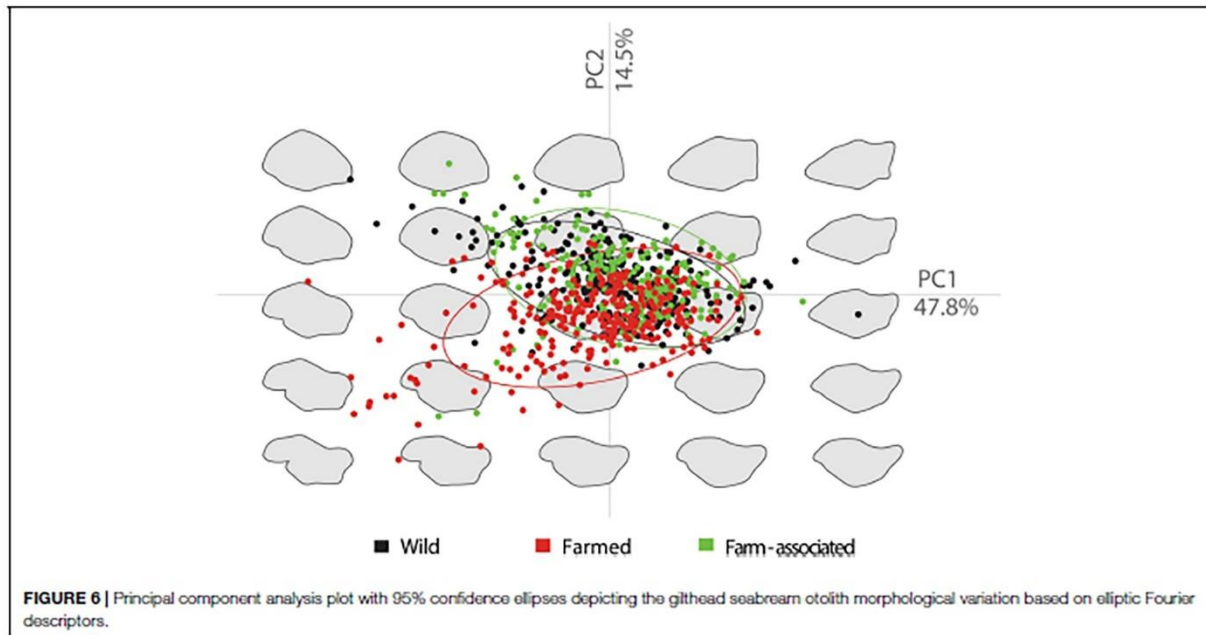 PC2
14.5%
PC1
47.8%
Wild
Farmed
Farm-associated
FIGURE 6 | Principal component analysis plot with 95% confidence ellipses depicting the gilthead seabream otolith morphological variation based on elliptic Fourier
descriptors.